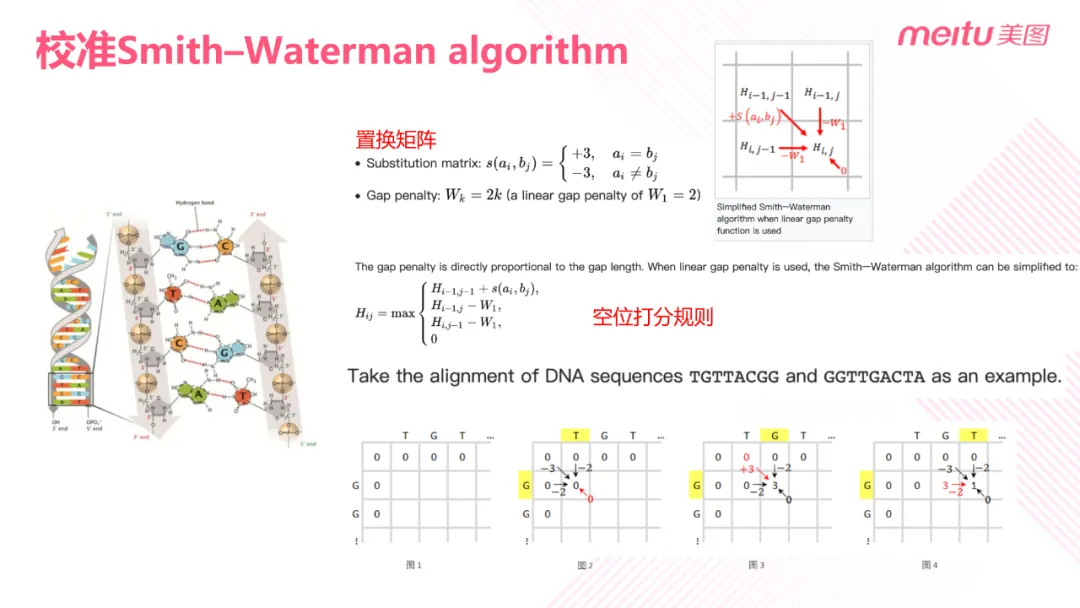 校准Smith–Waterman algorithm
meitu 美图
置换矩阵
• Substitution matrix: s(a_i, b_j) = { +3, a_i = b_j
−3, a_i ≠ b_j
• Gap penalty: W_k = 2k (a linear gap penalty of W_1 = 2)
H_{i−1,j−1} H_{i−1,j}
+S(a_i,b_j) −W_1
H_{i,j−1} −W_1 H_{i,j}
0
Simplified Smith–Waterman
algorithm when linear gap penalty
function is used
The gap penalty is directly proportional to the gap length. When linear gap penalty is used, the Smith–Waterman algorithm can be simplified to:
H_{ij} = max { H_{i−1,j−1} + s(a_i, b_j),
H_{i−1,j} − W_1,
H_{i,j−1} − W_1,
0
空位打分规则
Take the alignment of DNA sequences TGTTACGG and GGTTGACTA as an example.
Hydrogen bond
5' end 3' end
G C
T A
C G
A T
OH
3' end
OPO₃⁻
5' end
3' end 5' end
T G T ...
0 0 0 0
G 0
G 0
图 1
T G T ...
0 0 0 0
−3 −2
G 0 0
−2 0
G 0
图 2
T G T ...
0 0 0 0
+3 −2
G 0 0 3
−2 0
G 0
图 3
T G T ...
0 0 0 0
−3 −2
G 0 0 3 1
−2 0
G 0
图 4